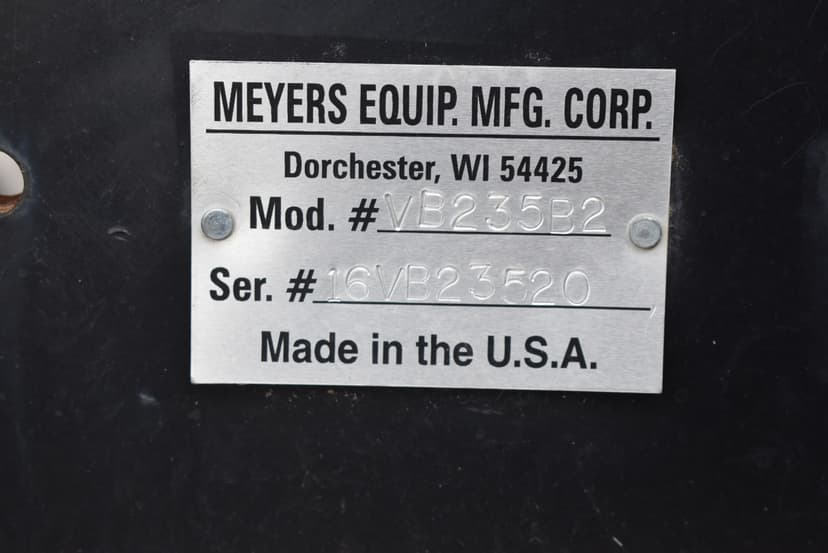 MEYERS EQUIP. MFG. CORP.
Dorchester, WI 54425
Mod. # VB235B2
Ser. # 16VB23520
Made in the U.S.A.